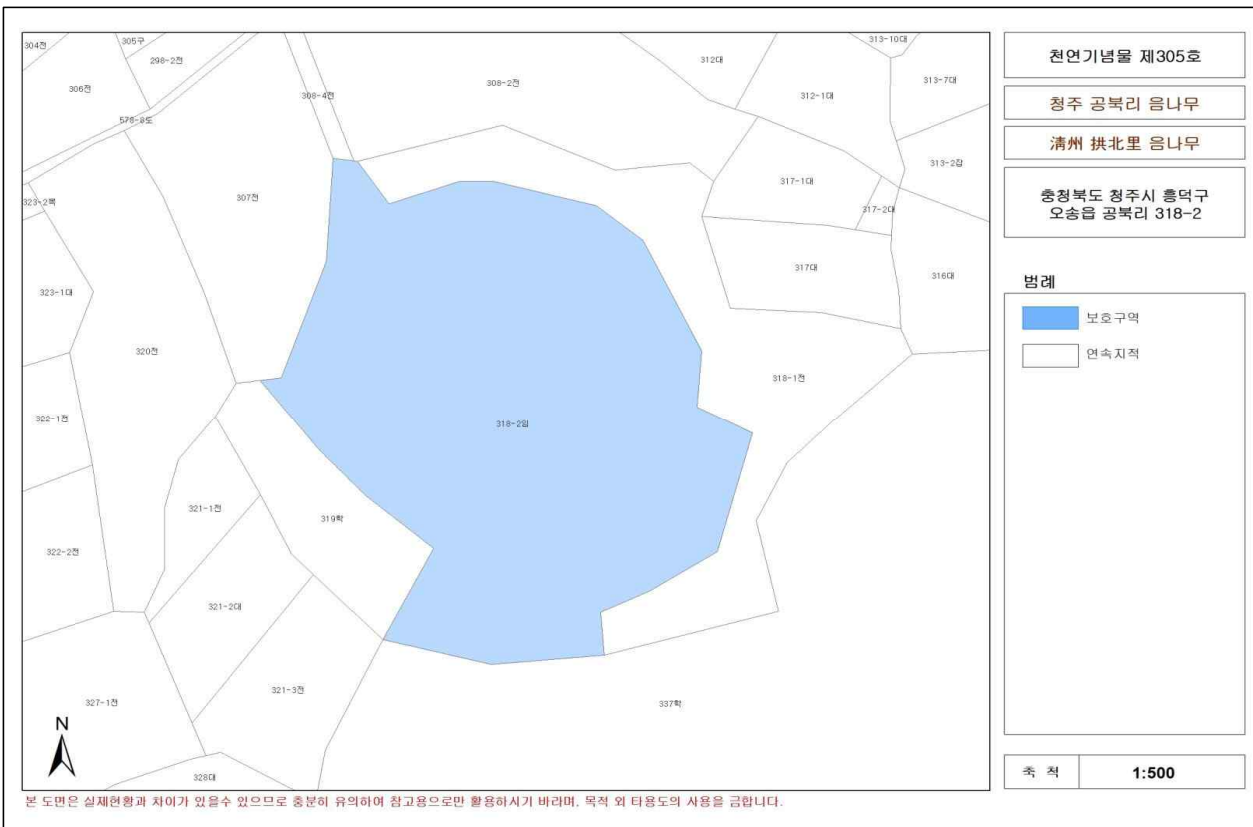 304전
305구
298-2전
306전
308-4전
308-2전
312대
313-10대
312-1대
313-7대
578-8도
313-2잡
323-2목
307전
317-1대
317-2대
317대
316대
323-1대
320전
318-1전
322-1전
318-2임
321-1전
319학
322-2전
321-2대
321-3전
327-1전
337학
328대
N
본 도면은 실제현황과 차이가 있을수 있으므로 충분히 유의하여 참고용으로만 활용하시기 바라며, 목적 외 타용도의 사용을 금합니다.
천연기념물 제305호
청주 공북리 음나무
淸州 拱北里 음나무
충청북도 청주시 흥덕구
오송읍 공북리 318-2
범례
보호구역
연속지적
축 척
1:500